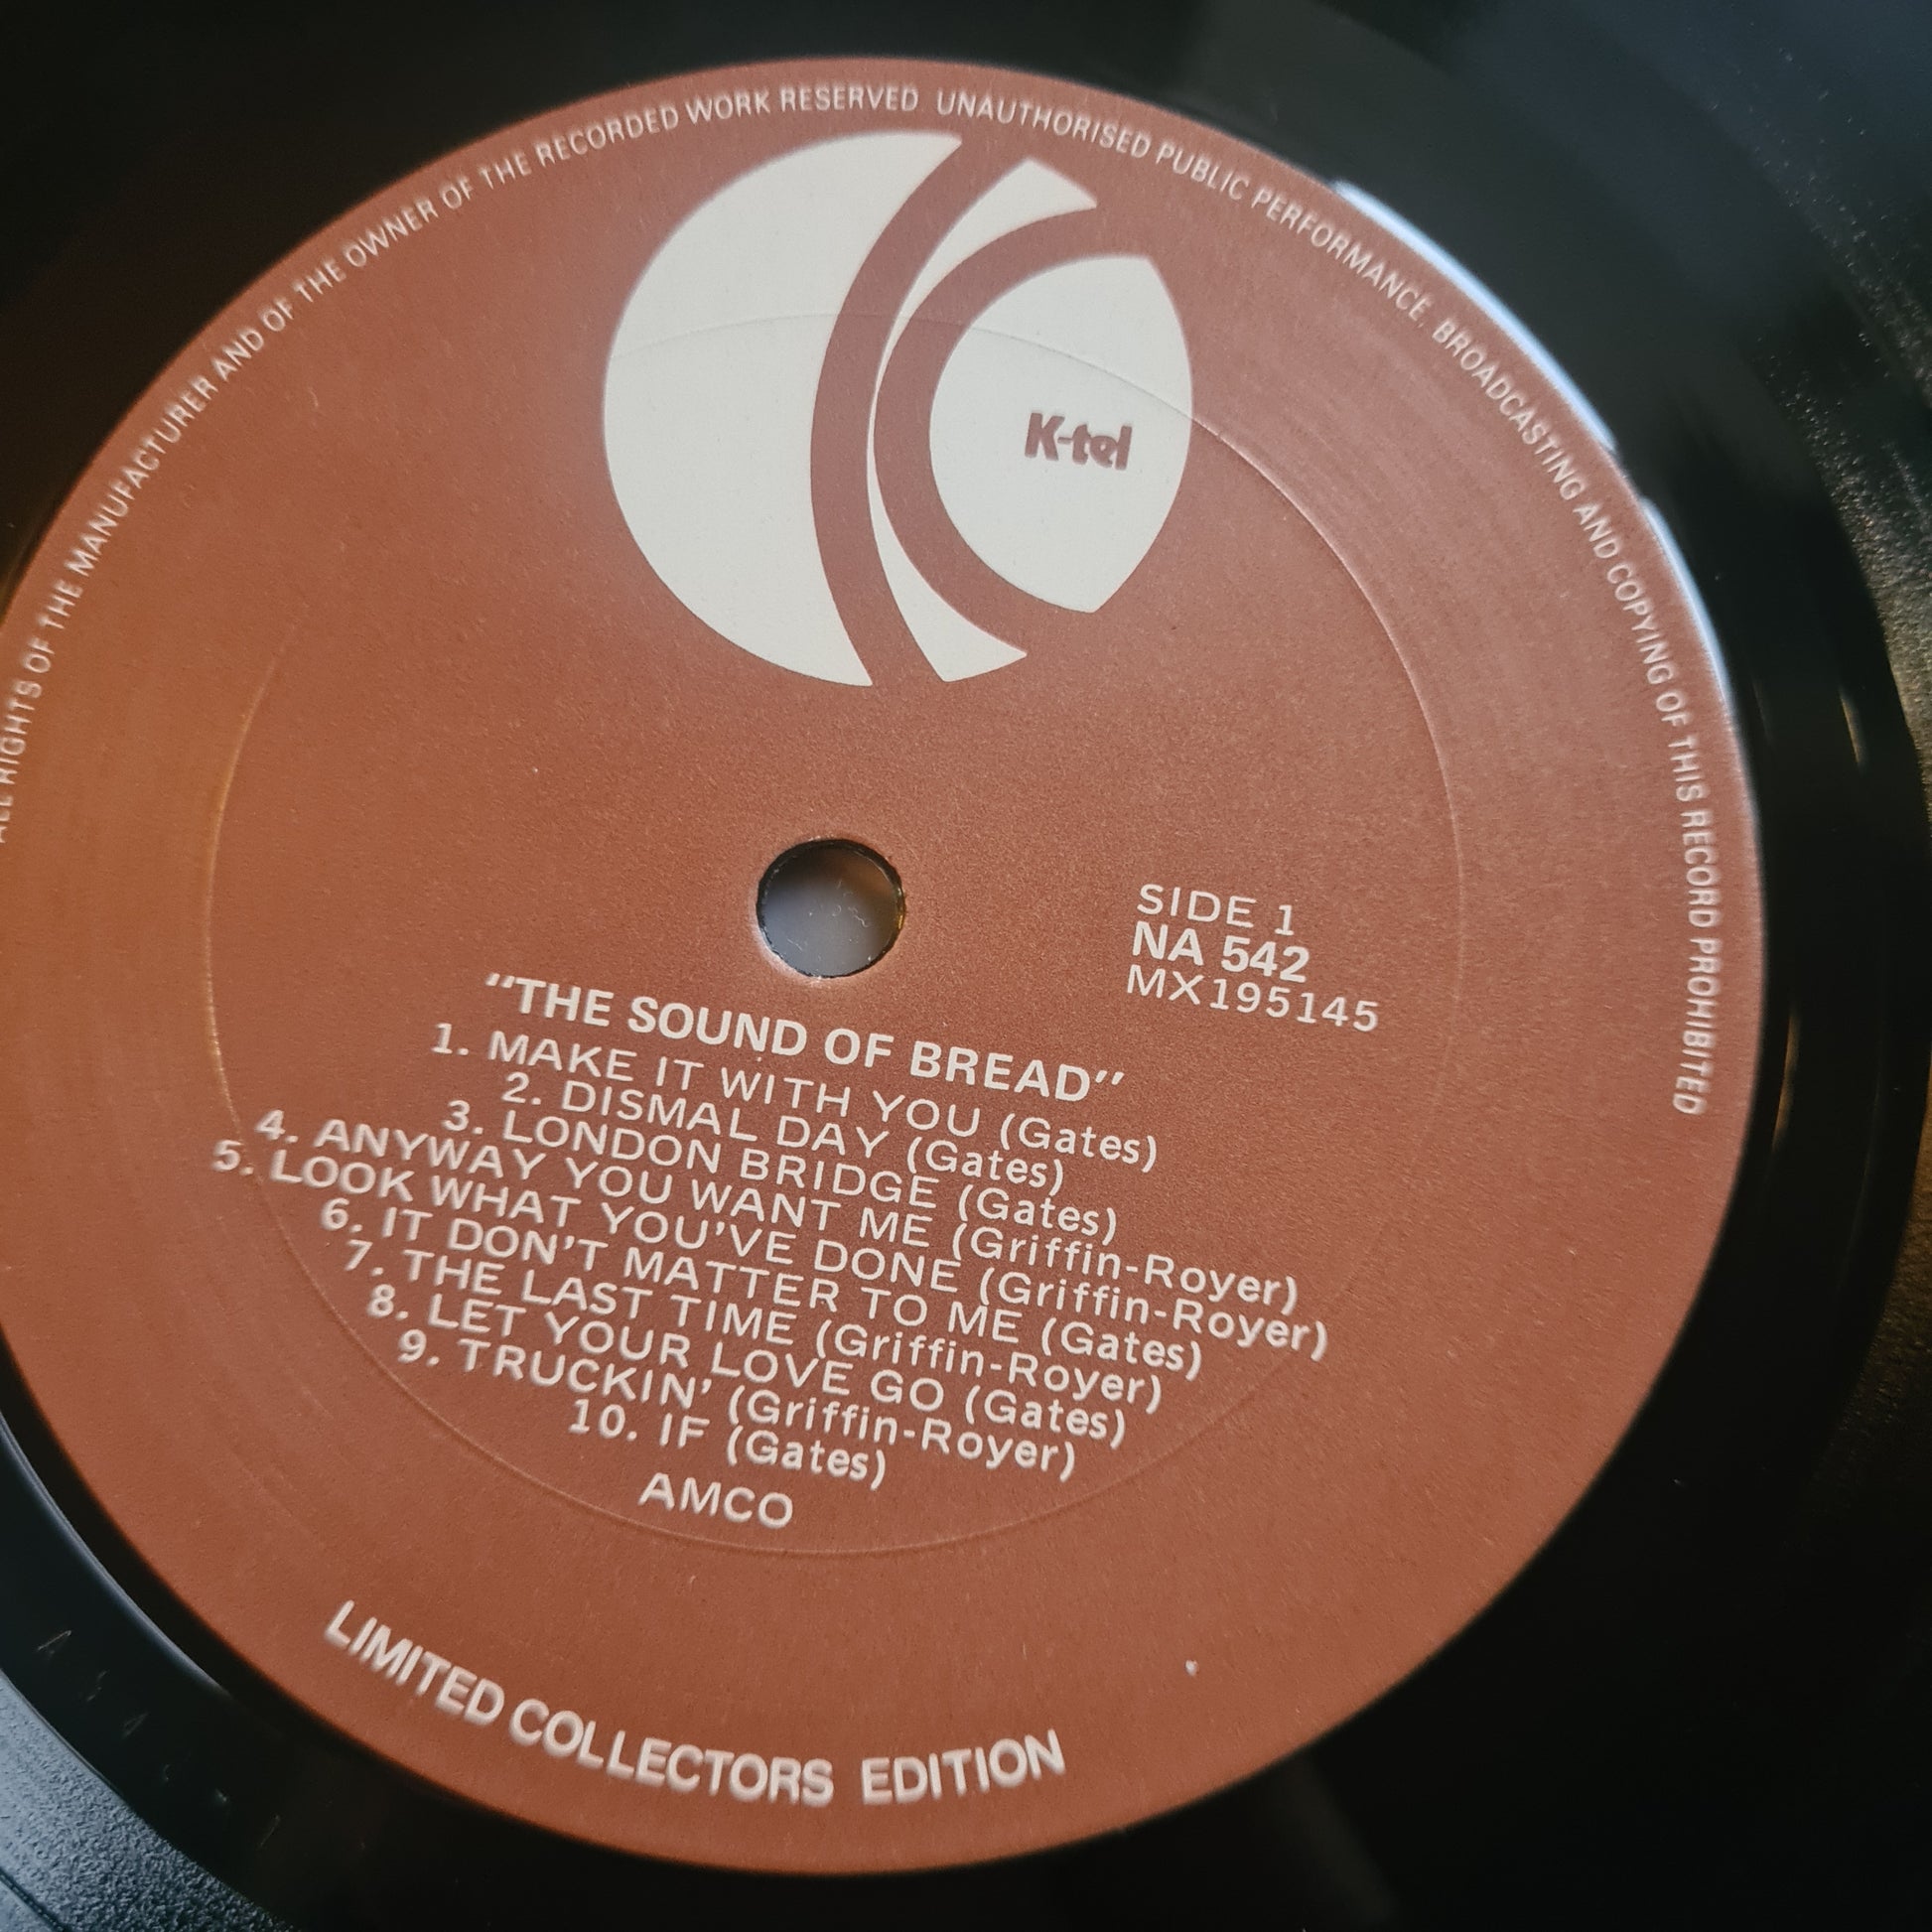 ALL RIGHTS OF THE MANUFACTURER AND OF THE OWNER OF THE RECORDED WORK RESERVED UNAUTHORISED PUBLIC PERFORMANCE, BROADCASTING AND COPYING OF THIS RECORD PROHIBITED
K-tel
SIDE 1
NA 542
MX195145
“THE SOUND OF BREAD”
1. MAKE IT WITH YOU (Gates)
2. DISMAL DAY (Gates)
3. LONDON BRIDGE (Gates)
4. ANYWAY YOU WANT ME (Griffin-Royer)
5. LOOK WHAT YOU'VE DONE (Griffin-Royer)
6. IT DON'T MATTER TO ME (Gates)
7. THE LAST TIME (Griffin-Royer)
8. LET YOUR LOVE GO (Gates)
9. TRUCKIN' (Griffin-Royer)
10. IF (Gates)
AMCO
LIMITED COLLECTORS EDITION